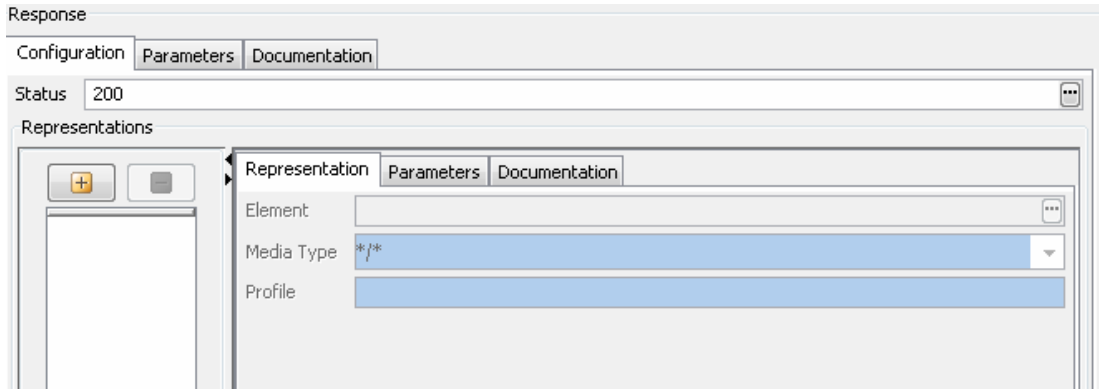 Response
Configuration Parameters Documentation
Status 200
Representations
Representation Parameters Documentation
Element
Media Type */*
Profile